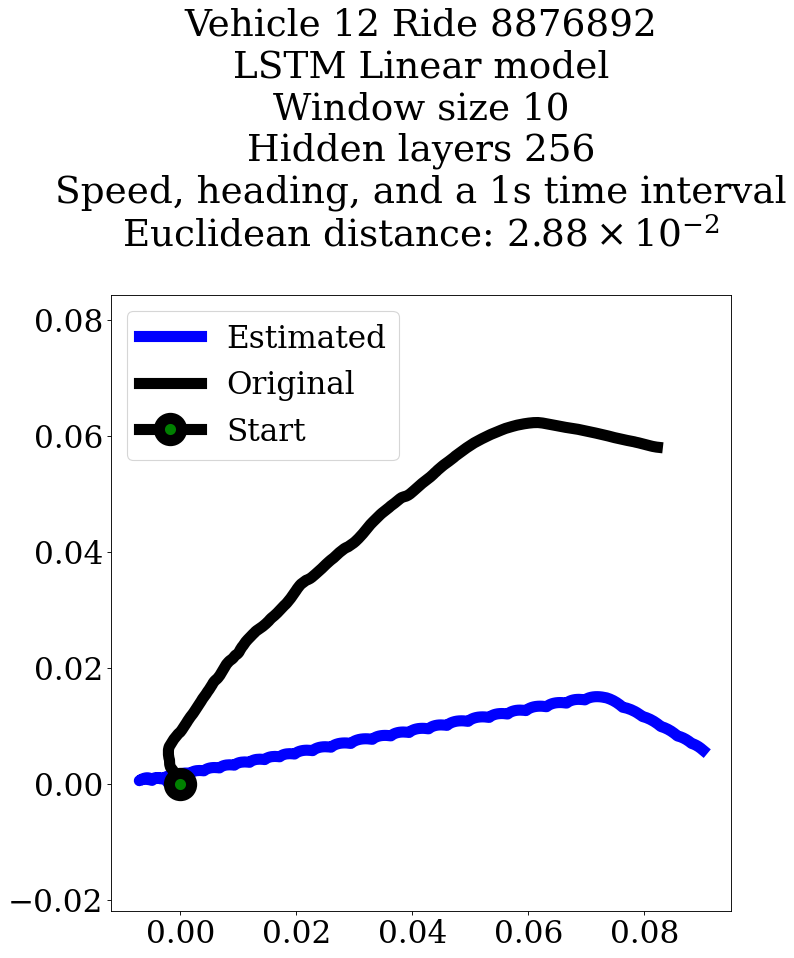 Vehicle 12 Ride 8876892
LSTM Linear model
Window size 10
Hidden layers 256
Speed, heading, and a 1s time interval
Euclidean distance: 2.88 × 10⁻²
Estimated
Original
Start
0.08
0.06
0.04
0.02
0.00
−0.02
0.00 0.02 0.04 0.06 0.08